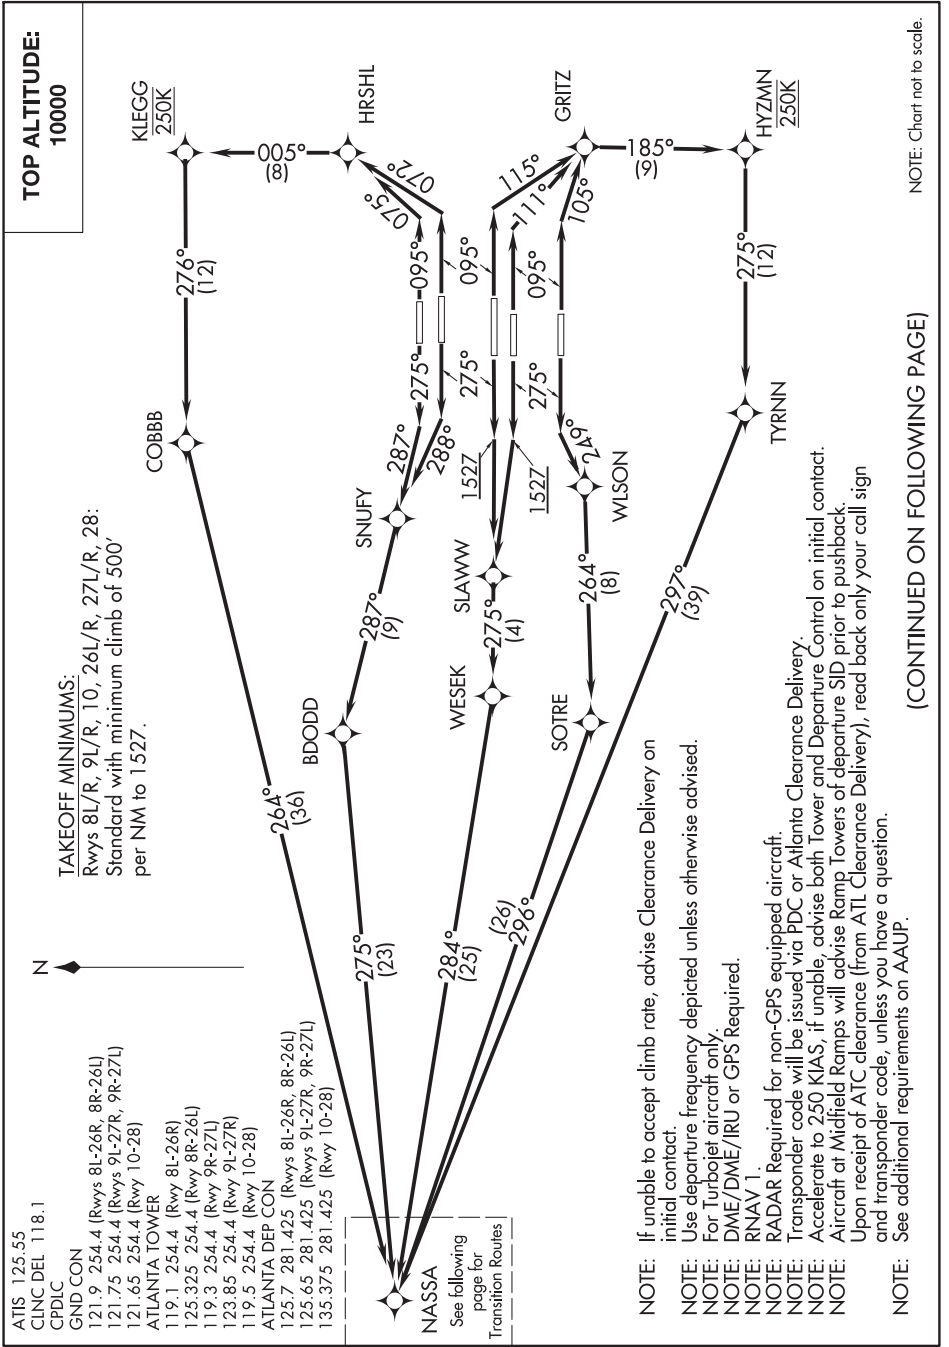 ATIS 125.55
CLNC DEL 118.1
CPDLC
GND CON
121.9 254.4 (Rwys 8L-26R, 8R-26L)
121.75 254.4 (Rwys 9L-27R, 9R-27L)
121.65 254.4 (Rwy 10-28)
ATLANTA TOWER
119.1 254.4 (Rwy 8L-26R)
125.325 254.4 (Rwy 8R-26L)
119.3 254.4 (Rwy 9R-27L)
123.85 254.4 (Rwy 9L-27R)
119.5 254.4 (Rwy 10-28)
ATLANTA DEP CON
125.7 281.425 (Rwys 8L-26R, 8R-26L)
125.65 281.425 (Rwys 9L-27R, 9R-27L)
135.375 281.425 (Rwy 10-28)
N
TAKEOFF MINIMUMS:
Rwys 8L/R, 9L/R, 10, 26L/R, 27L/R, 28:
Standard with minimum climb of 500'
per NM to 1527.
TOP ALTITUDE:
10000
KLEGG
250K
005°
(8)
HRSHL
276°
(12)
COBBB
264°
(36)
072°
075°
095°
275°
287°
288°
SNUFY
287°
(9)
BDODD
275°
(23)
GRITZ
115°
111°
105°
095°
095°
275°
275°
1527
1527
SLAWW
275°
(4)
WESEK
284°
(25)
249°
WLSON
264°
(8)
SOTRE
(26)
296°
185°
(9)
HYZMN
250K
275°
(12)
TYRNN
297°
(39)
NASSA
See following
page for
Transition Routes
NOTE: Chart not to scale.
NOTE: If unable to accept climb rate, advise Clearance Delivery on
initial contact.
NOTE: Use departure frequency depicted unless otherwise advised.
NOTE: For Turbojet aircraft only.
NOTE: DME/DME/IRU or GPS Required.
NOTE: RNAV 1.
NOTE: RADAR Required for non-GPS equipped aircraft.
NOTE: Transponder code will be issued via PDC or Atlanta Clearance Delivery.
NOTE: Accelerate to 250 KIAS, if unable, advise both Tower and Departure Control on initial contact.
NOTE: Aircraft at Midfield Ramps will advise Ramp Towers of departure SID prior to pushback.
Upon receipt of ATC clearance (from ATL Clearance Delivery), read back only your call sign
and transponder code, unless you have a question.
NOTE: See additional requirements on AAUP.
(CONTINUED ON FOLLOWING PAGE)